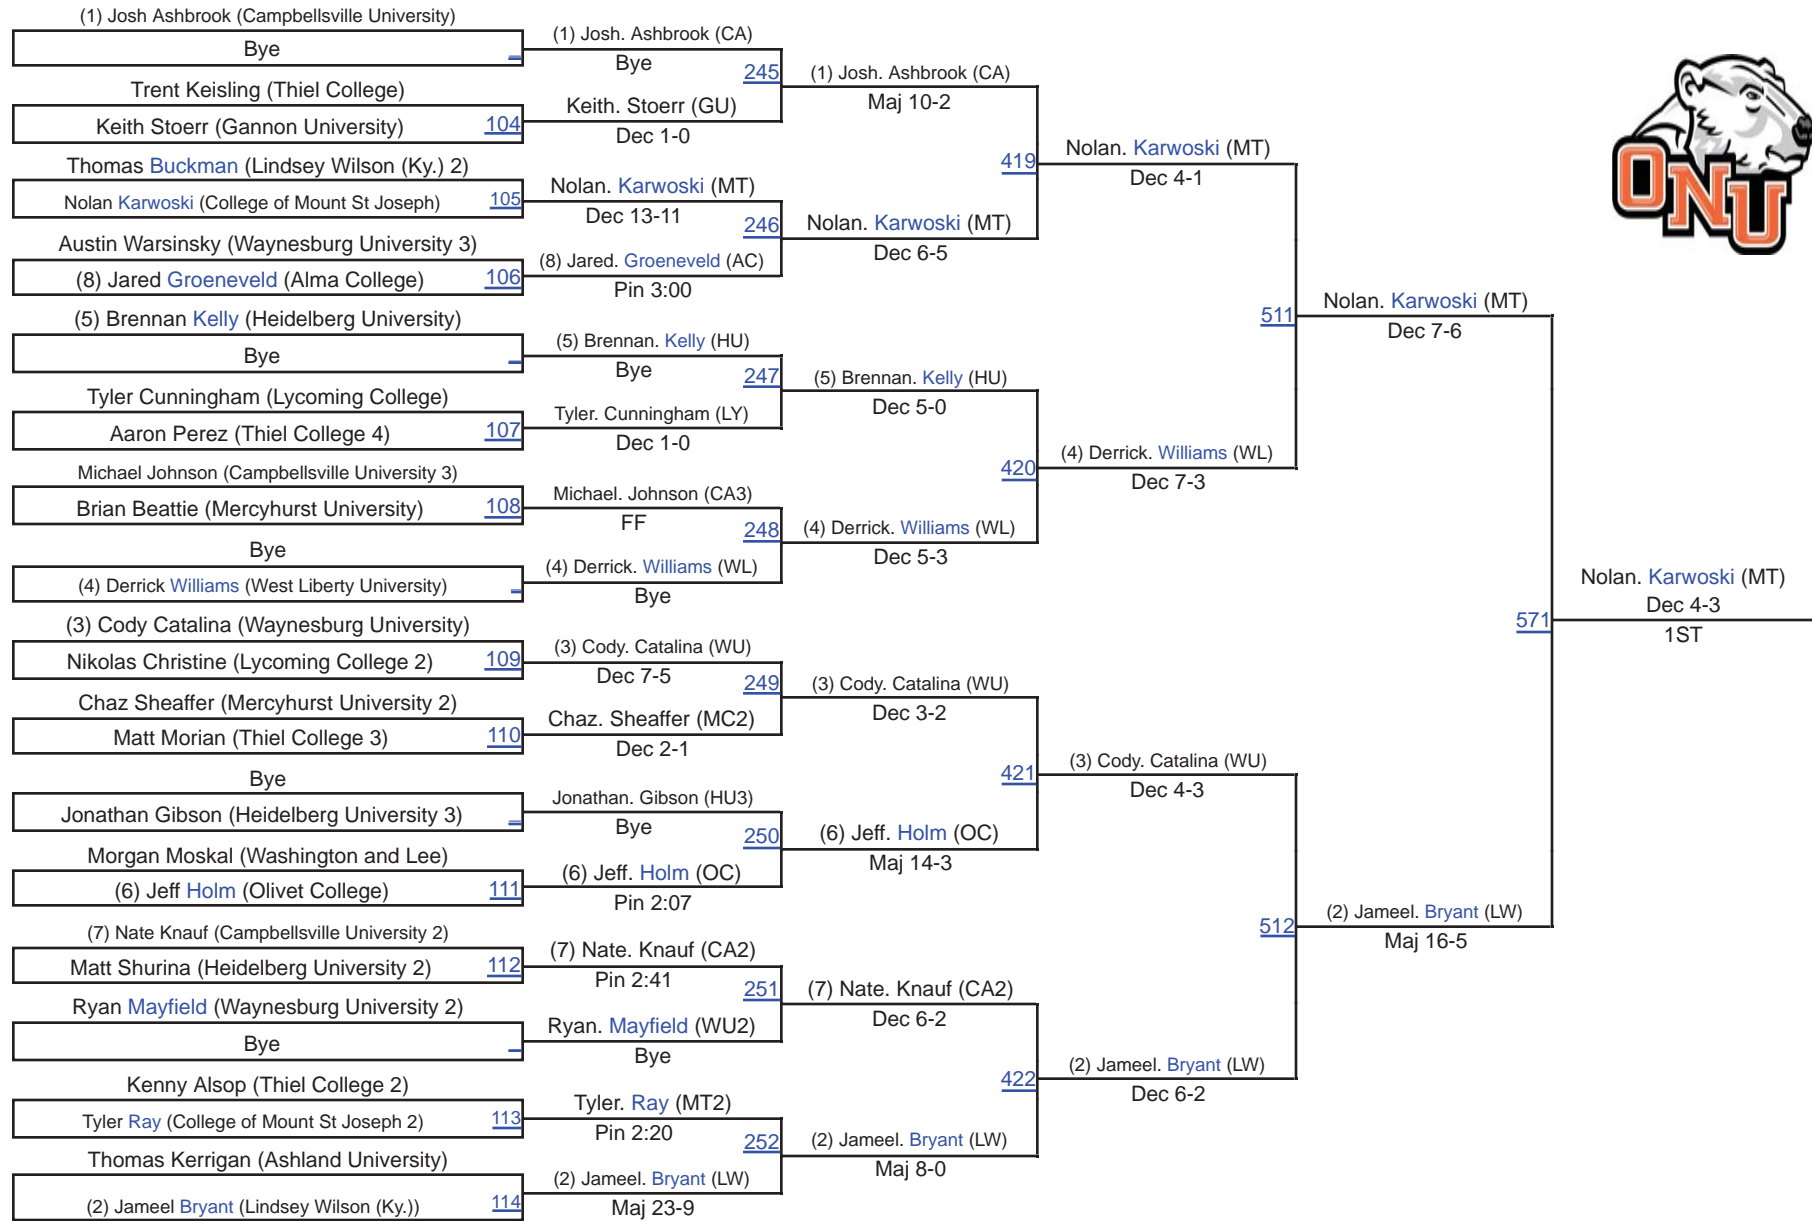 (1) Josh Ashbrook (Campbellsville University)
Bye
Trent Keisling (Thiel College)
Keith Stoerr (Gannon University) 104
Thomas Buckman (Lindsey Wilson (Ky.) 2)
Nolan Karwoski (College of Mount St Joseph) 105
Austin Warsinsky (Waynesburg University 3)
(8) Jared Groeneveld (Alma College) 106
(5) Brennan Kelly (Heidelberg University)
Bye
Tyler Cunningham (Lycoming College)
Aaron Perez (Thiel College 4) 107
Michael Johnson (Campbellsville University 3)
Brian Beattie (Mercyhurst University) 108
Bye
(4) Derrick Williams (West Liberty University)
(3) Cody Catalina (Waynesburg University)
Nikolas Christine (Lycoming College 2) 109
Chaz Sheaffer (Mercyhurst University 2)
Matt Morian (Thiel College 3) 110
Bye
Jonathan Gibson (Heidelberg University 3)
Morgan Moskal (Washington and Lee)
(6) Jeff Holm (Olivet College) 111
(7) Nate Knauf (Campbellsville University 2)
Matt Shurina (Heidelberg University 2) 112
Ryan Mayfield (Waynesburg University 2)
Bye
Kenny Alsop (Thiel College 2)
Tyler Ray (College of Mount St Joseph 2) 113
Thomas Kerrigan (Ashland University)
(2) Jameel Bryant (Lindsey Wilson (Ky.)) 114
(1) Josh. Ashbrook (CA)
Bye
245
Keith. Stoerr (GU)
Dec 1-0
Nolan. Karwoski (MT)
Dec 13-11
246
(8) Jared. Groeneveld (AC)
Pin 3:00
(5) Brennan. Kelly (HU)
Bye
247
Tyler. Cunningham (LY)
Dec 1-0
Michael. Johnson (CA3)
FF
248
(4) Derrick. Williams (WL)
Bye
(3) Cody. Catalina (WU)
Dec 7-5
249
Chaz. Sheaffer (MC2)
Dec 2-1
Jonathan. Gibson (HU3)
Bye
250
(6) Jeff. Holm (OC)
Pin 2:07
(7) Nate. Knauf (CA2)
Pin 2:41
251
Ryan. Mayfield (WU2)
Bye
Tyler. Ray (MT2)
Pin 2:20
252
(2) Jameel. Bryant (LW)
Maj 23-9
(1) Josh. Ashbrook (CA)
Maj 10-2
419
Nolan. Karwoski (MT)
Dec 6-5
(5) Brennan. Kelly (HU)
Dec 5-0
420
(4) Derrick. Williams (WL)
Dec 5-3
(3) Cody. Catalina (WU)
Dec 3-2
421
(6) Jeff. Holm (OC)
Maj 14-3
(7) Nate. Knauf (CA2)
Dec 6-2
422
(2) Jameel. Bryant (LW)
Maj 8-0
Nolan. Karwoski (MT)
Dec 4-1
511
(4) Derrick. Williams (WL)
Dec 7-3
(3) Cody. Catalina (WU)
Dec 4-3
512
(2) Jameel. Bryant (LW)
Dec 6-2
Nolan. Karwoski (MT)
Dec 7-6
571
(2) Jameel. Bryant (LW)
Maj 16-5
Nolan. Karwoski (MT)
Dec 4-3
1ST
ONU